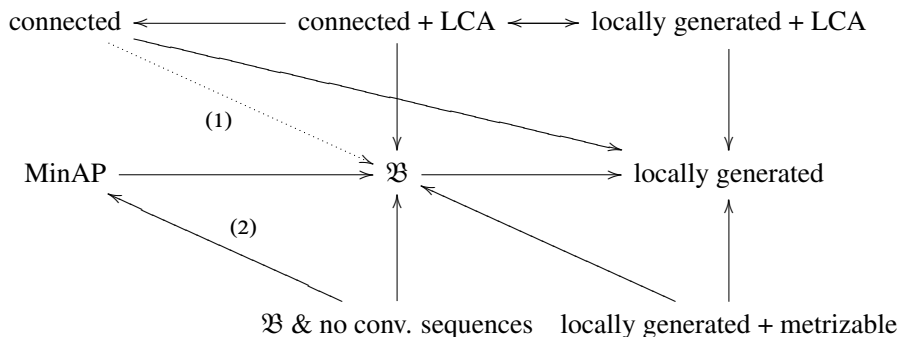 connected connected + LCA locally generated + LCA
(1)
MinAP 𝔅 locally generated
(2)
𝔅 & no conv. sequences locally generated + metrizable